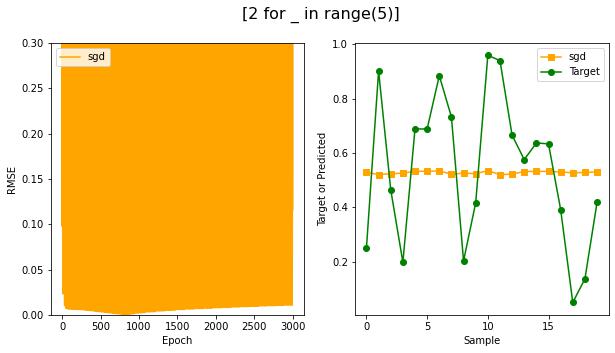 [2 for _ in range(5)]
sgd
0.30
0.25
0.20
0.15
0.10
0.05
0.00
RMSE
0 500 1000 1500 2000 2500 3000
Epoch
sgd
Target
1.0
0.8
0.6
0.4
0.2
Target or Predicted
0 5 10 15
Sample